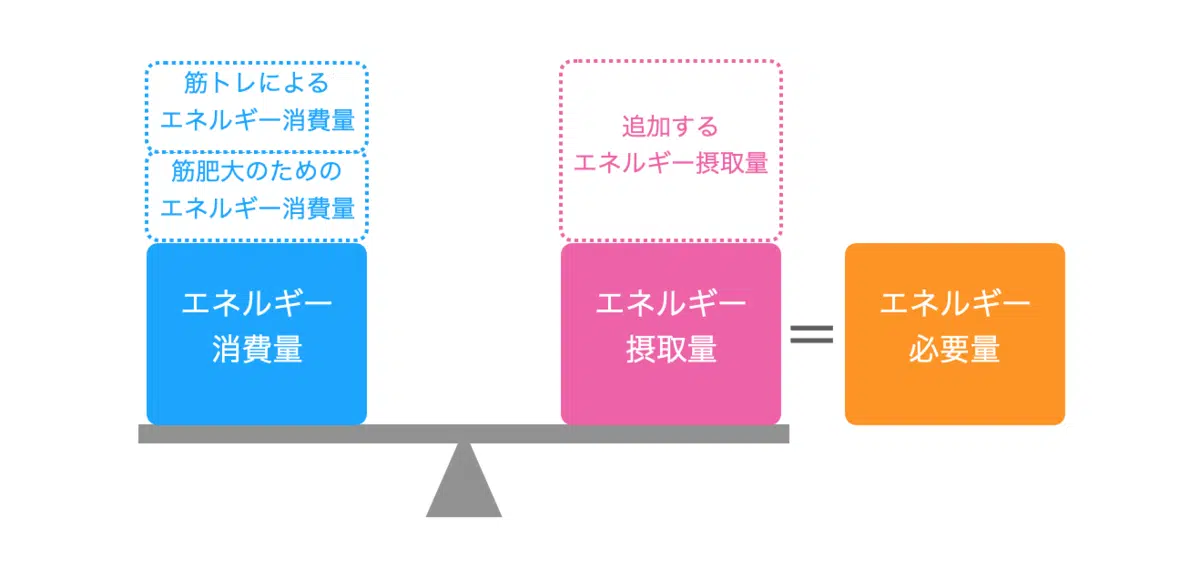 筋トレによる
エネルギー消費量
筋肥大のための
エネルギー消費量
エネルギー
消費量
追加する
エネルギー摂取量
エネルギー
摂取量
=
エネルギー
必要量